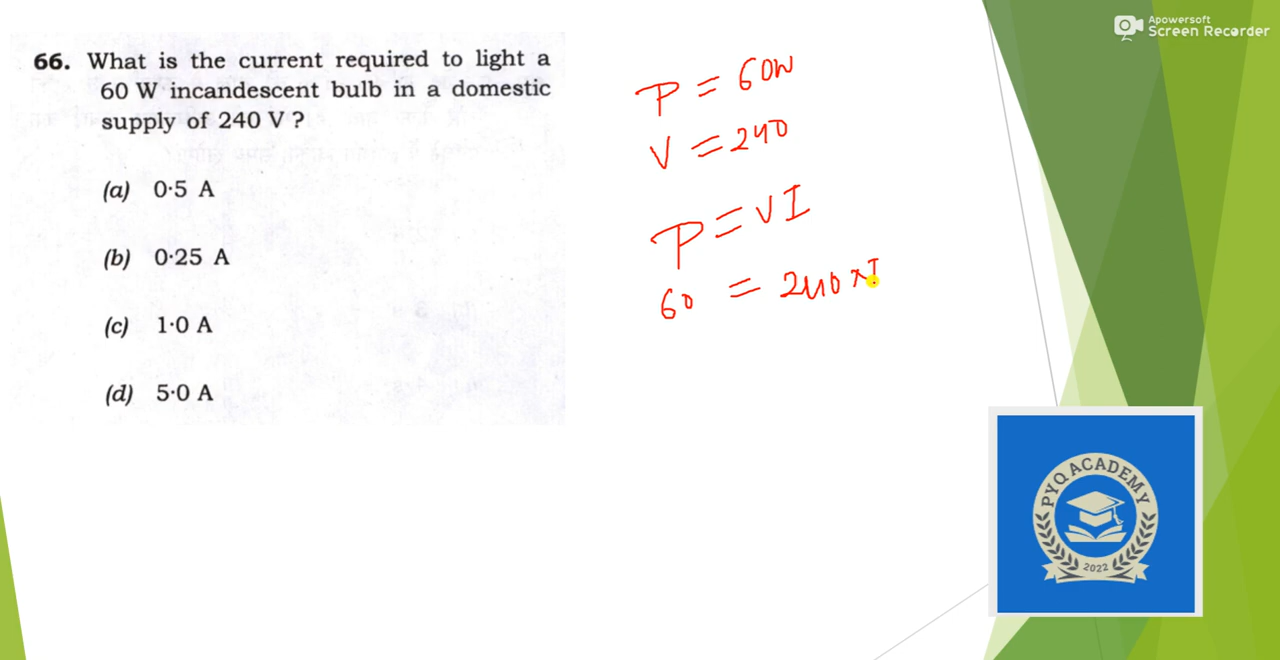 Apowersoft
Screen Recorder
66. What is the current required to light a
60 W incandescent bulb in a domestic
supply of 240 V ?
(a) 0·5 A
(b) 0·25 A
(c) 1·0 A
(d) 5·0 A
P = 60W
V = 240
P = VI
60 = 240 × I
PYQ ACADEMY
2022